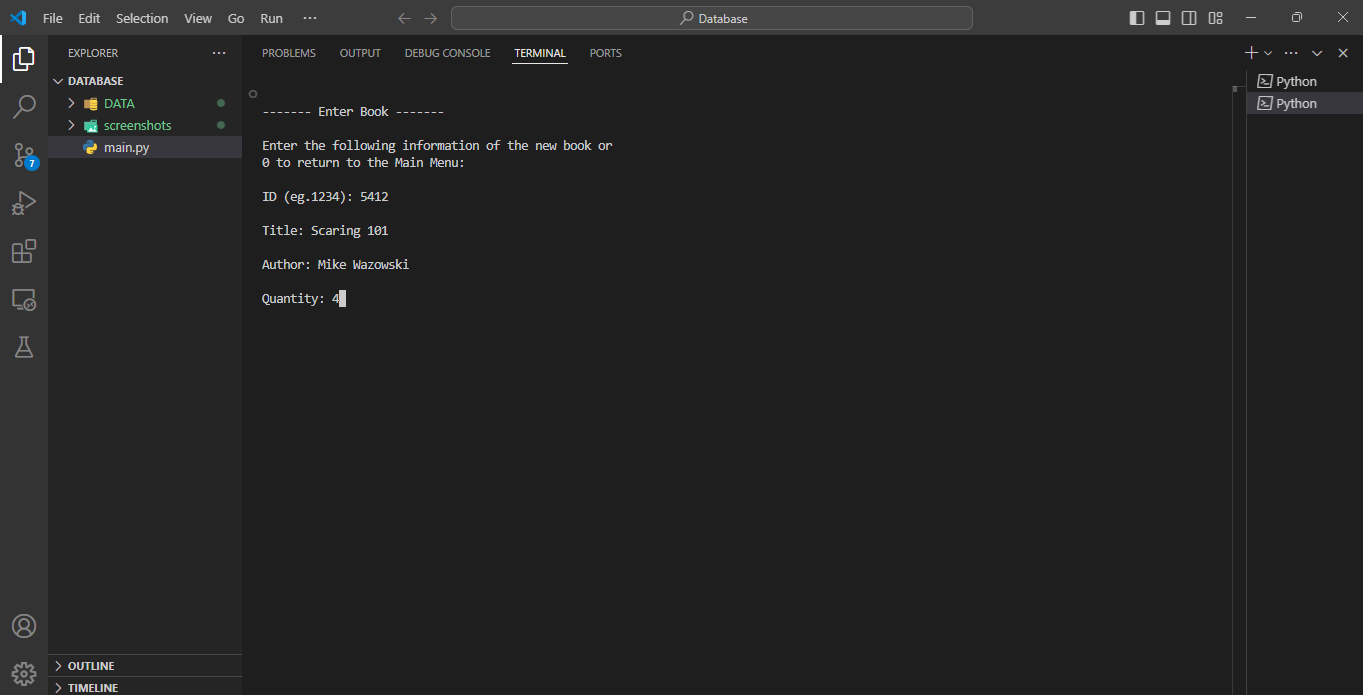 File Edit Selection View Go Run ···
Database
EXPLORER
DATABASE
DATA
screenshots
main.py
7
OUTLINE
TIMELINE
PROBLEMS OUTPUT DEBUG CONSOLE TERMINAL PORTS
------- Enter Book -------
Enter the following information of the new book or
0 to return to the Main Menu:
ID (eg.1234): 5412
Title: Scaring 101
Author: Mike Wazowski
Quantity: 4
Python
Python